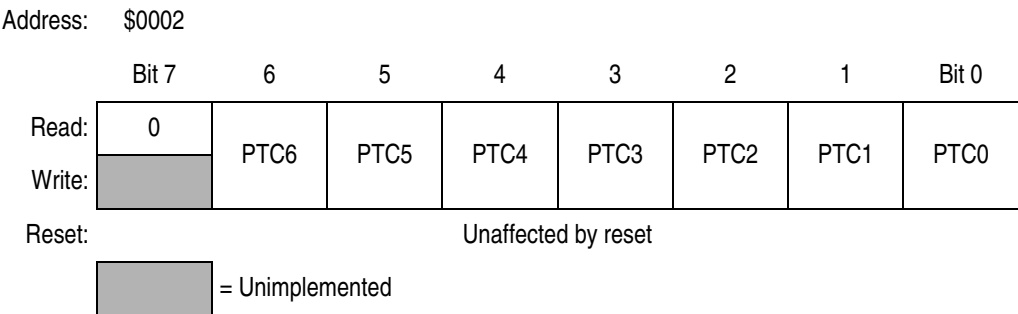 Address: $0002
Bit 7 6 5 4 3 2 1 Bit 0
Read: 0 PTC6 PTC5 PTC4 PTC3 PTC2 PTC1 PTC0
Write:
Reset: Unaffected by reset
= Unimplemented